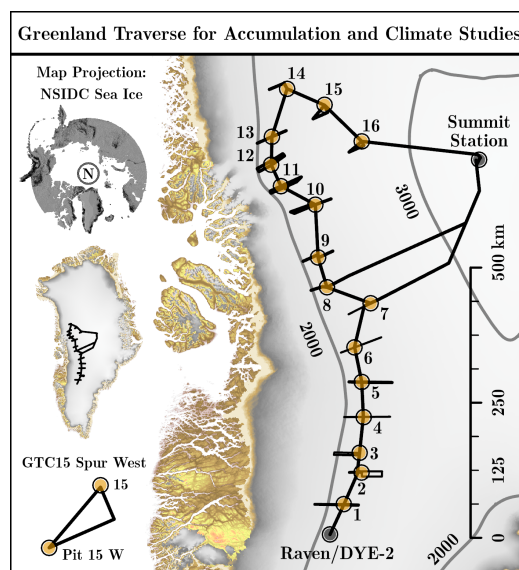 Greenland Traverse for Accumulation and Climate Studies
Map Projection:
NSIDC Sea Ice
N
14
15
16
13
12
11
10
9
8
7
6
5
4
3
2
1
Summit
Station
3000
2000
2000
500 km
250
125
0
GTC15 Spur West
15
Pit 15 W
Raven/DYE-2